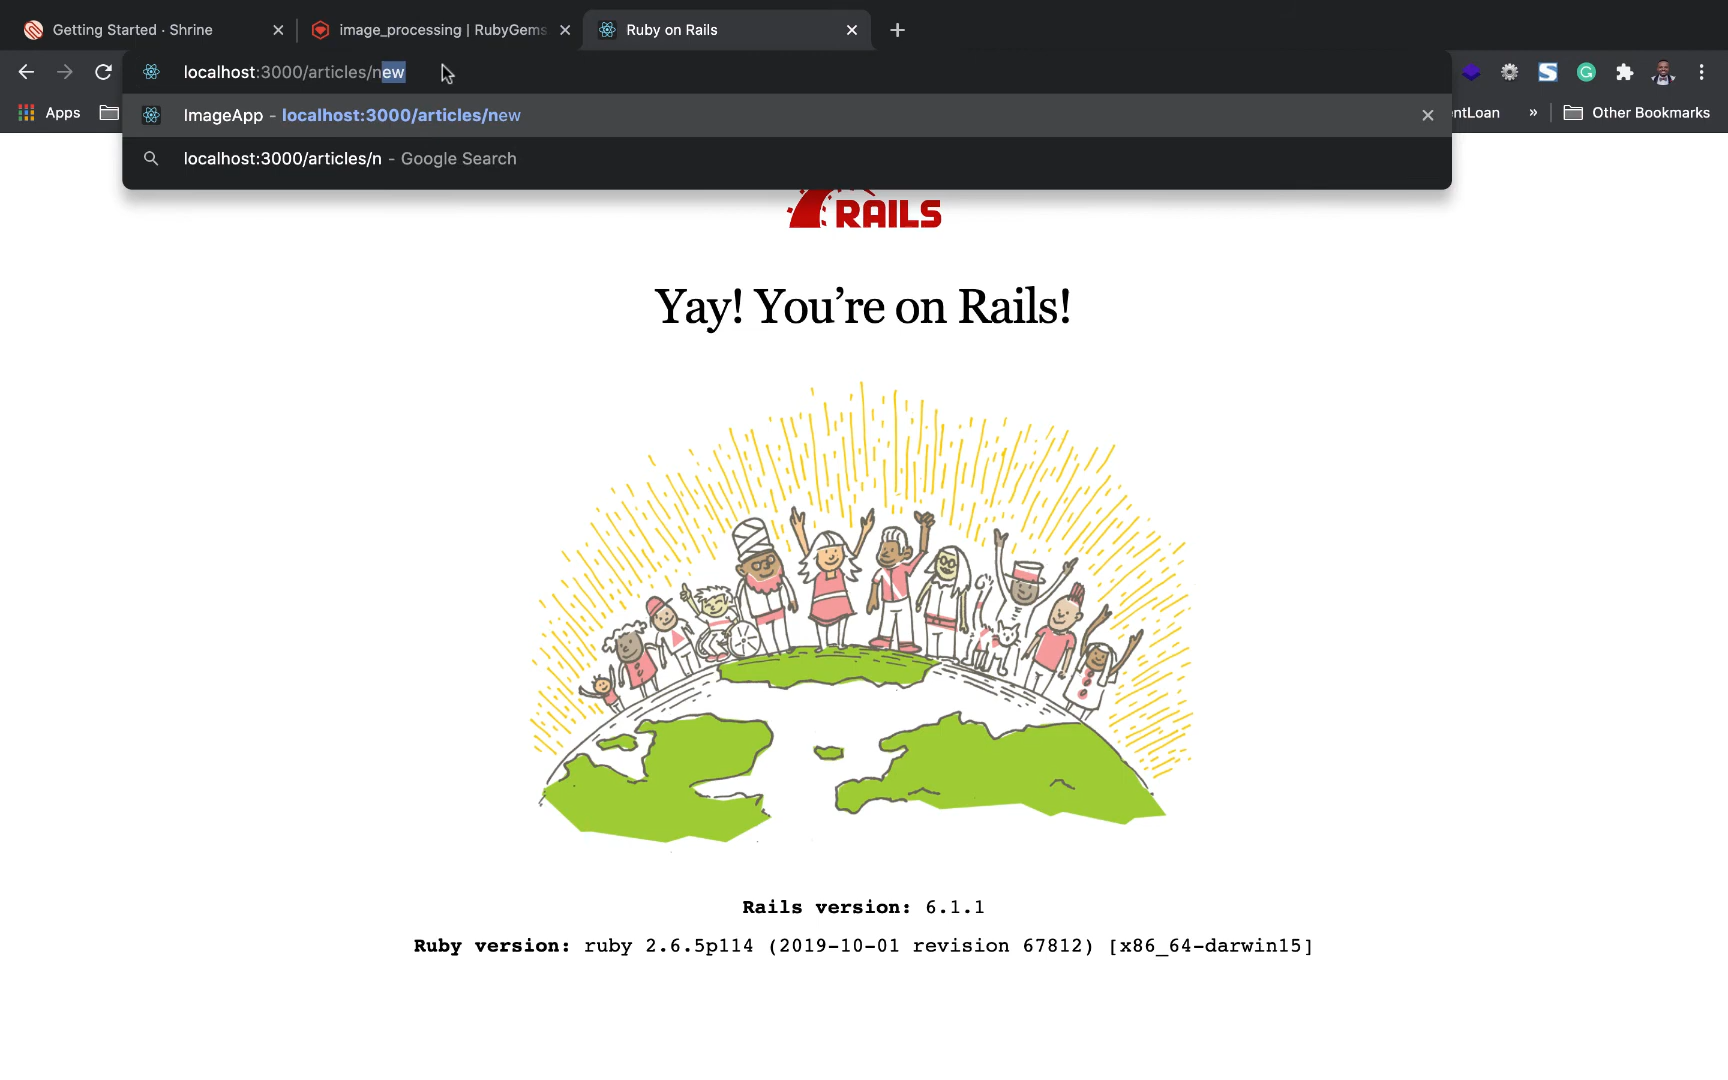 Getting Started · Shrine
image_processing | RubyGems
Ruby on Rails
localhost:3000/articles/new
Apps
ImageApp - localhost:3000/articles/new
ntLoan
»
Other Bookmarks
localhost:3000/articles/n - Google Search
RAILS
Yay! You’re on Rails!
Rails version: 6.1.1
Ruby version: ruby 2.6.5p114 (2019-10-01 revision 67812) [x86_64-darwin15]